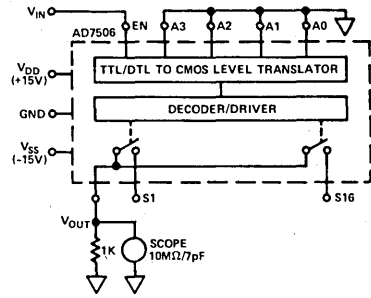 VIN
EN A3 A2 A1 A0
AD7506
TTL/DTL TO CMOS LEVEL TRANSLATOR
VDD
(+15V)
DECODER/DRIVER
GND
VSS
(-15V)
S1
S16
VOUT
1K
SCOPE
10MΩ/7pF